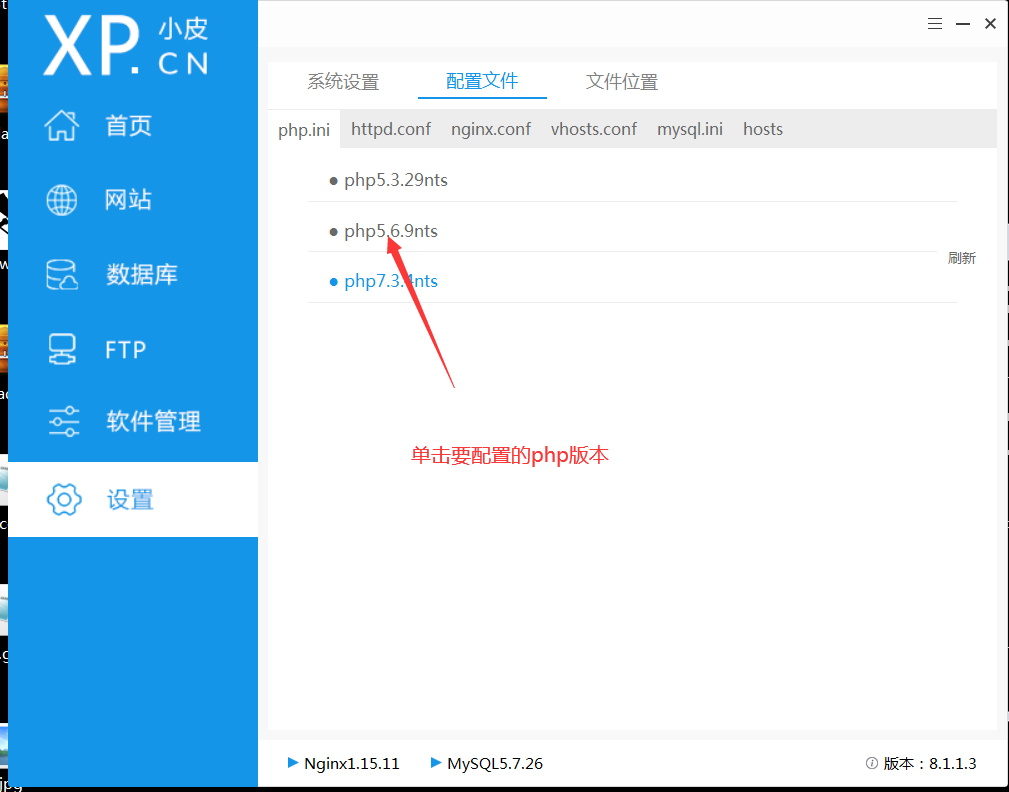 XP. 小皮
CN
首页
网站
数据库
FTP
软件管理
设置
系统设置 配置文件 文件位置
php.ini httpd.conf nginx.conf vhosts.conf mysql.ini hosts
php5.3.29nts
php5.6.9nts
刷新
php7.3.4nts
单击要配置的php版本
Nginx1.15.11 MySQL5.7.26 版本：8.1.1.3